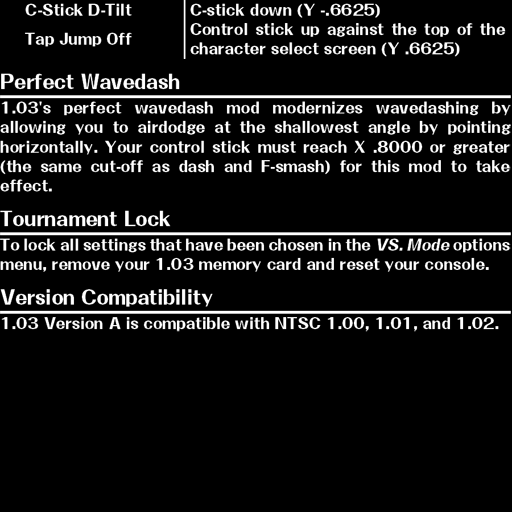 C-Stick D-Tilt
C-stick down (Y -.6625)
Tap Jump Off
Control stick up against the top of the
character select screen (Y .6625)
Perfect Wavedash
1.03's perfect wavedash mod modernizes wavedashing by
allowing you to airdodge at the shallowest angle by pointing
horizontally. Your control stick must reach X .8000 or greater
(the same cut-off as dash and F-smash) for this mod to take
effect.
Tournament Lock
To lock all settings that have been chosen in the VS. Mode options
menu, remove your 1.03 memory card and reset your console.
Version Compatibility
1.03 Version A is compatible with NTSC 1.00, 1.01, and 1.02.